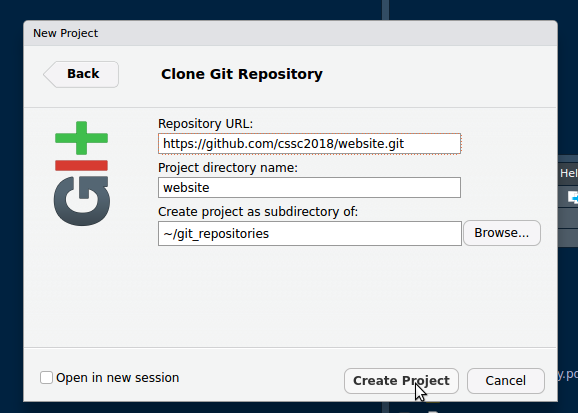 New Project
Back
Clone Git Repository
Repository URL:
https://github.com/cssc2018/website.git
Project directory name:
website
Create project as subdirectory of:
~/git_repositories
Browse...
git
Open in new session
Create Project
Cancel
Hel
y.po